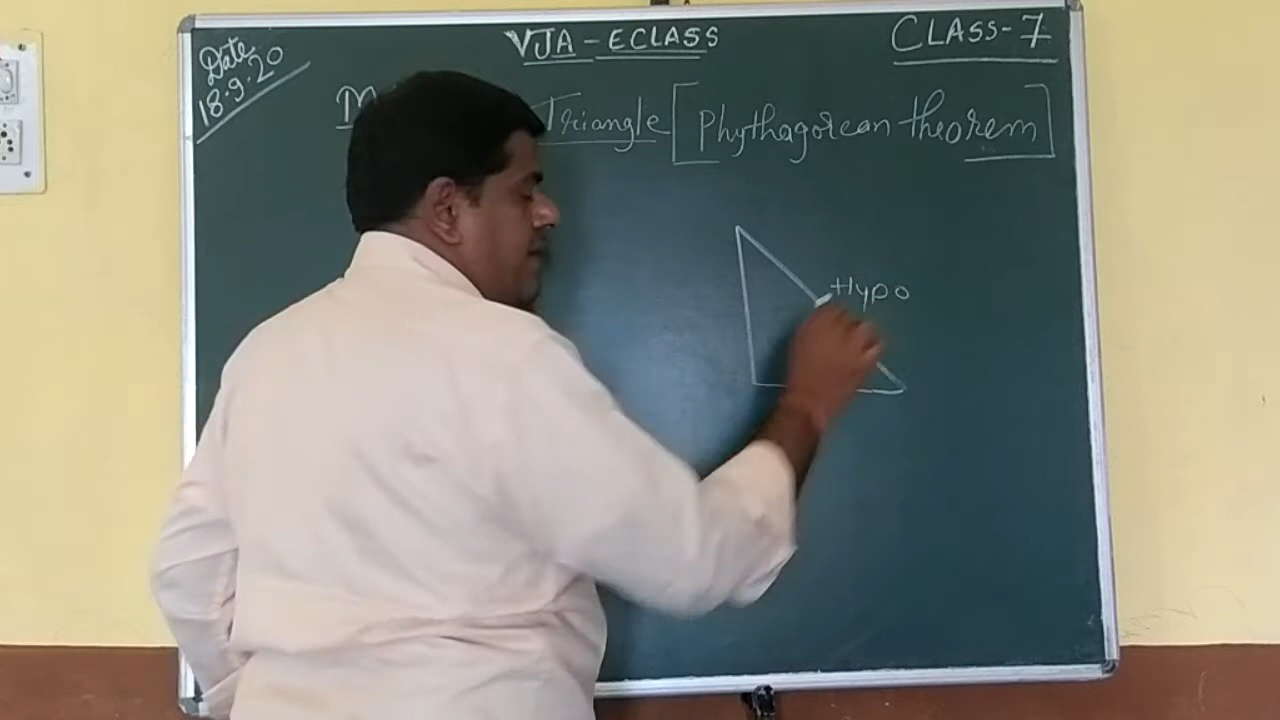 Date
18.9.20
VJA - ECLASS
CLASS-7
Triangle [Phythagorean theorem]
Hypo